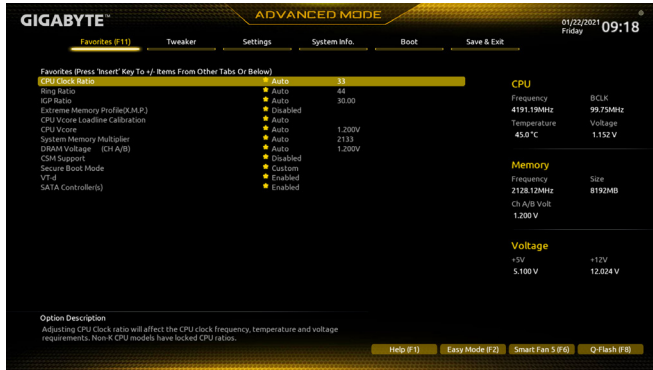 GIGABYTE™
ADVANCED MODE
01/22/2021 Friday 09:18
Favorites (F11) Tweaker Settings System Info. Boot Save & Exit
Favorites (Press 'Insert' Key To +/- Items From Other Tabs Or Below)
CPU Clock Ratio Auto 33
Ring Ratio Auto 44
IGP Ratio Auto 30.00
Extreme Memory Profile(X.M.P.) Disabled
CPU Vcore Loadline Calibration Auto
CPU Vcore Auto 1.200V
System Memory Multiplier Auto 2133
DRAM Voltage (CH A/B) Auto 1.200V
CSM Support Disabled
Secure Boot Mode Custom
VT-d Enabled
SATA Controller(s) Enabled
CPU
Frequency BCLK
4191.19MHz 99.75MHz
Temperature Voltage
45.0 °C 1.152 V
Memory
Frequency Size
2128.12MHz 8192MB
Ch A/B Volt
1.200 V
Voltage
+5V +12V
5.100 V 12.024 V
Option Description
Adjusting CPU Clock ratio will affect the CPU clock frequency, temperature and voltage
requirements. Non-K CPU models have locked CPU ratios.
Help (F1) Easy Mode (F2) Smart Fan 5 (F6) Q-Flash (F8)